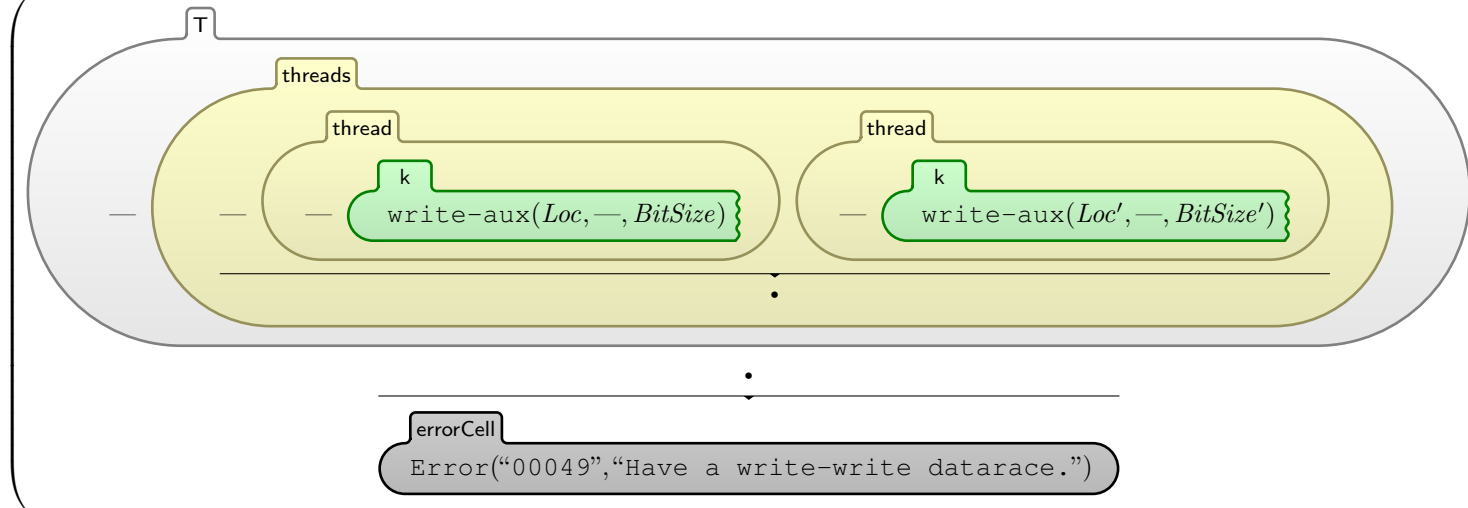 T
threads
thread thread
k k
— — — write-aux(Loc, —, BitSize) — write-aux(Loc′, —, BitSize′)
•
•
errorCell
Error(“00049”,“Have a write-write datarace.”)